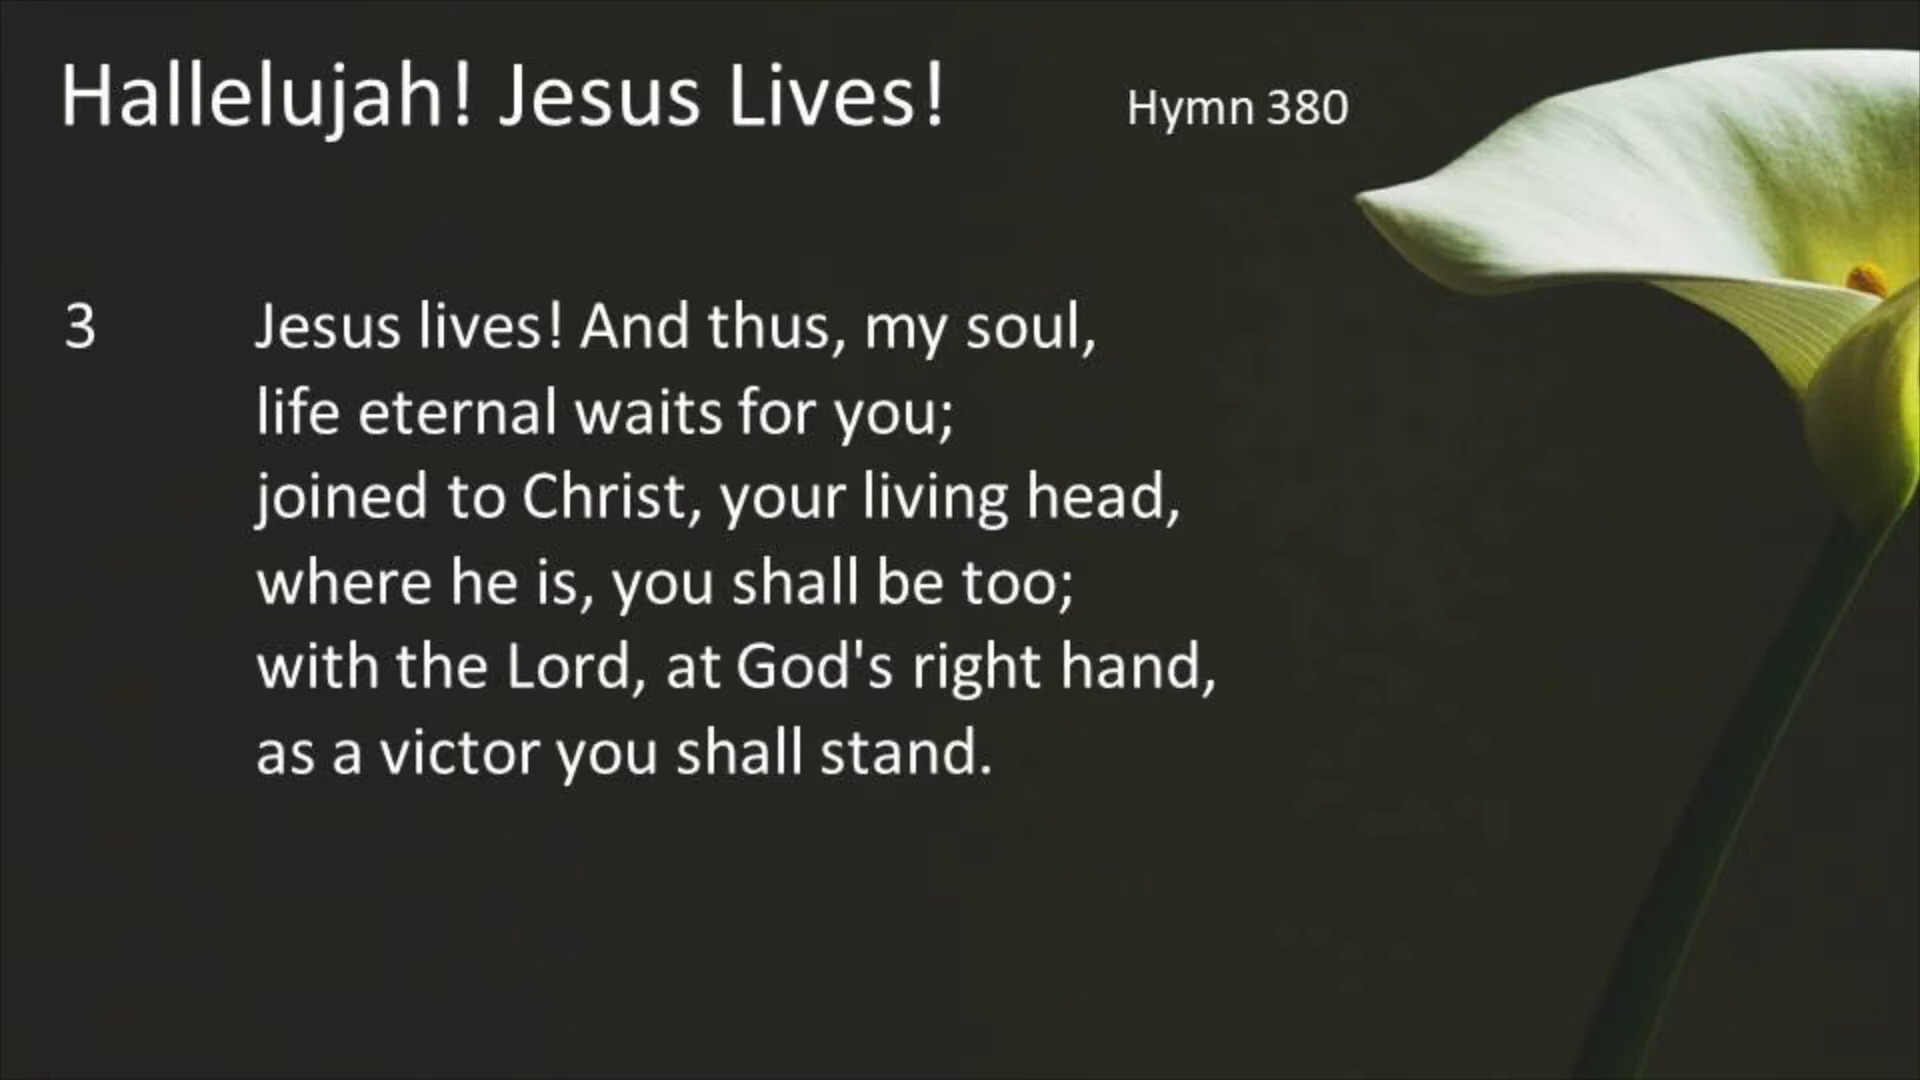 Hallelujah! Jesus Lives! Hymn 380
3 Jesus lives! And thus, my soul,
life eternal waits for you;
joined to Christ, your living head,
where he is, you shall be too;
with the Lord, at God's right hand,
as a victor you shall stand.